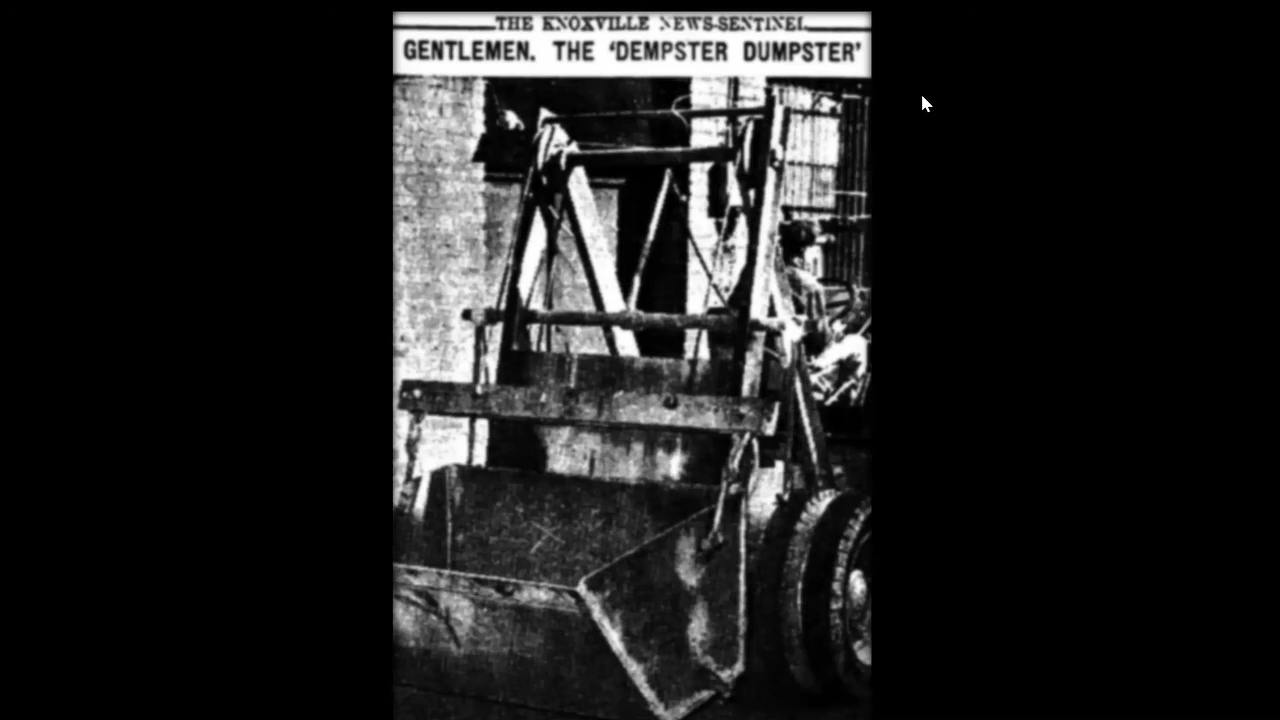 THE KNOXVILLE NEWS-SENTINEL
GENTLEMEN. THE ‘DEMPSTER DUMPSTER’